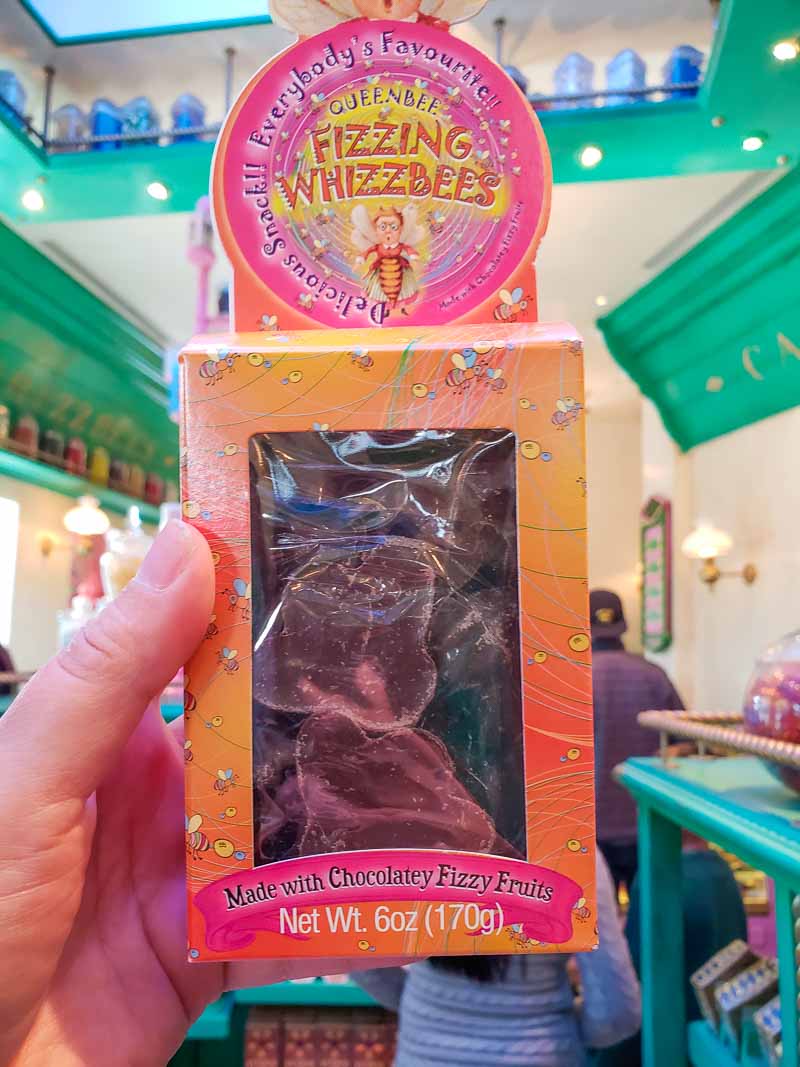 Delicious Snack!! Everybody's Favourite!!
QUEENBEE
FIZZING
WHIZZBEES
Made with Chocolatey Fizzy Fruits
Made with Chocolatey Fizzy Fruits
Net Wt. 6oz (170g)
CA